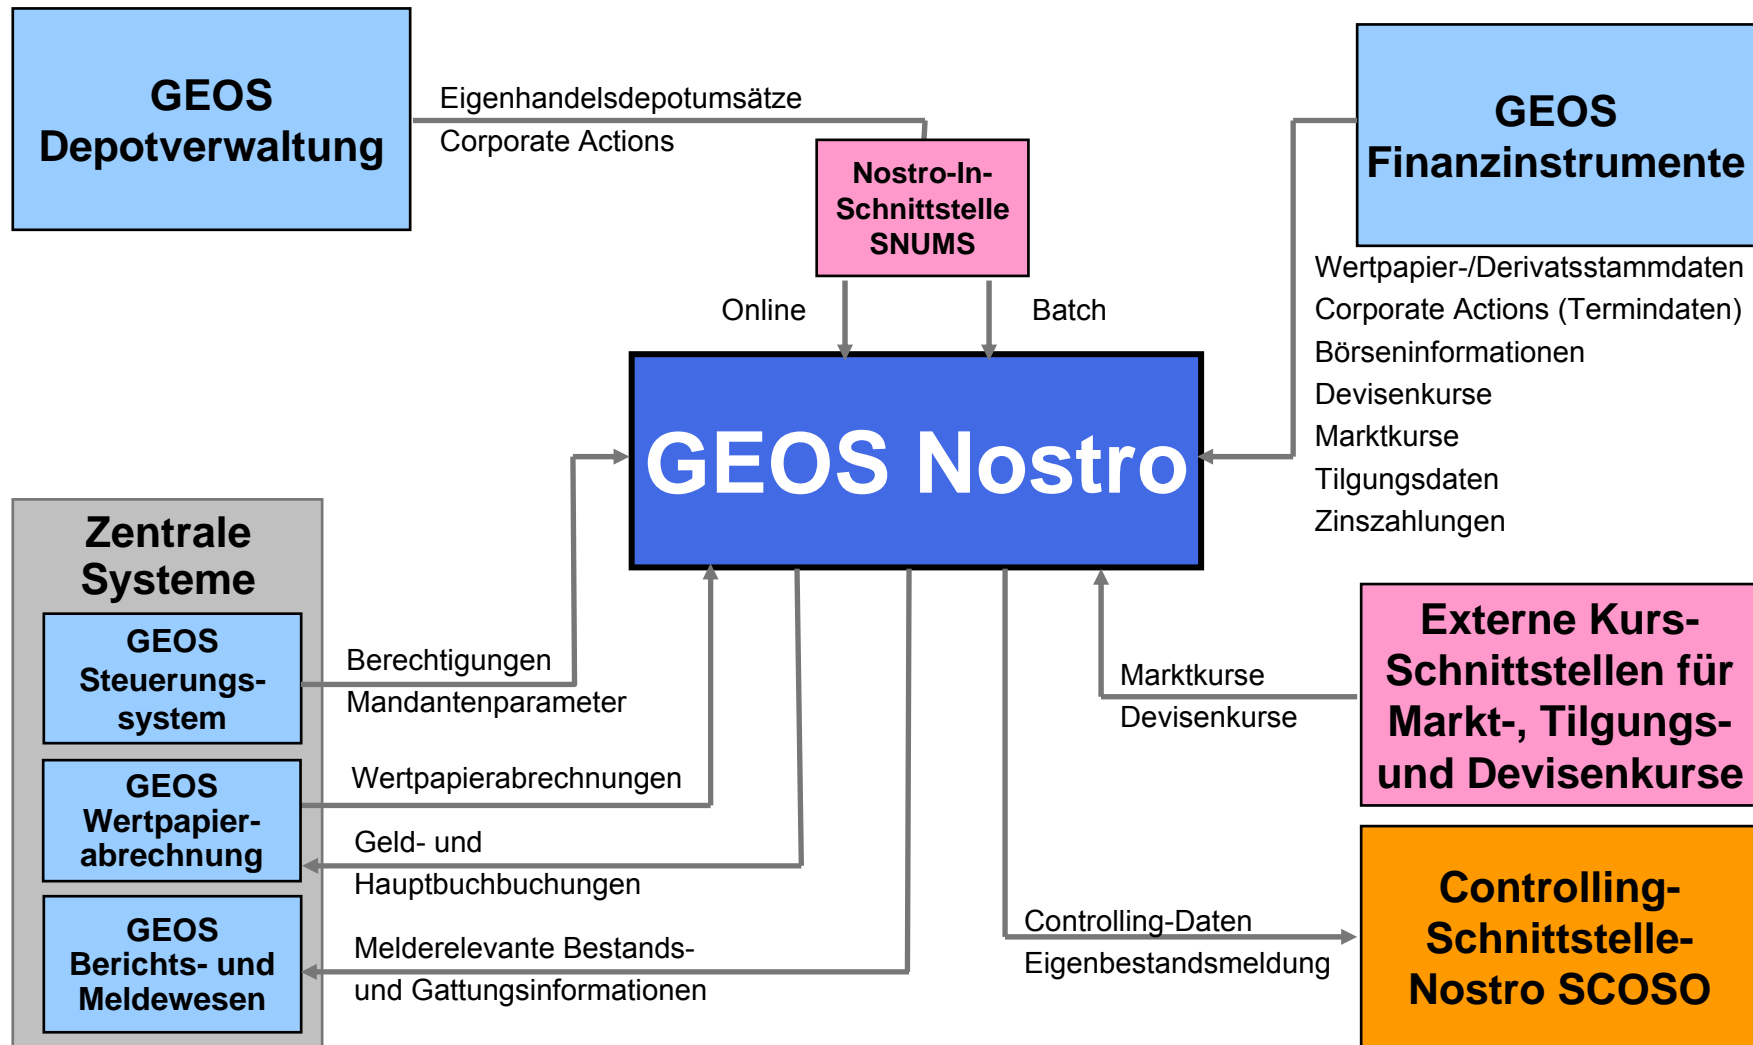 GEOS
Depotverwaltung
Eigenhandelsdepotumsätze
Corporate Actions
Nostro-In-
Schnittstelle
SNUMS
GEOS
Finanzinstrumente
Wertpapier-/Derivatsstammdaten
Corporate Actions (Termindaten)
Börseninformationen
Devisenkurse
Marktkurse
Tilgungsdaten
Zinszahlungen
Online
Batch
GEOS Nostro
Zentrale
Systeme
GEOS
Steuerungs-
system
Berechtigungen
Mandantenparameter
GEOS
Wertpapier-
abrechnung
Wertpapierabrechnungen
Geld- und
Hauptbuchbuchungen
GEOS
Berichts- und
Meldewesen
Melderelevante Bestands-
und Gattungsinformationen
Marktkurse
Devisenkurse
Externe Kurs-
Schnittstellen für
Markt-, Tilgungs-
und Devisenkurse
Controlling-Daten
Eigenbestandsmeldung
Controlling-
Schnittstelle-
Nostro SCOSO